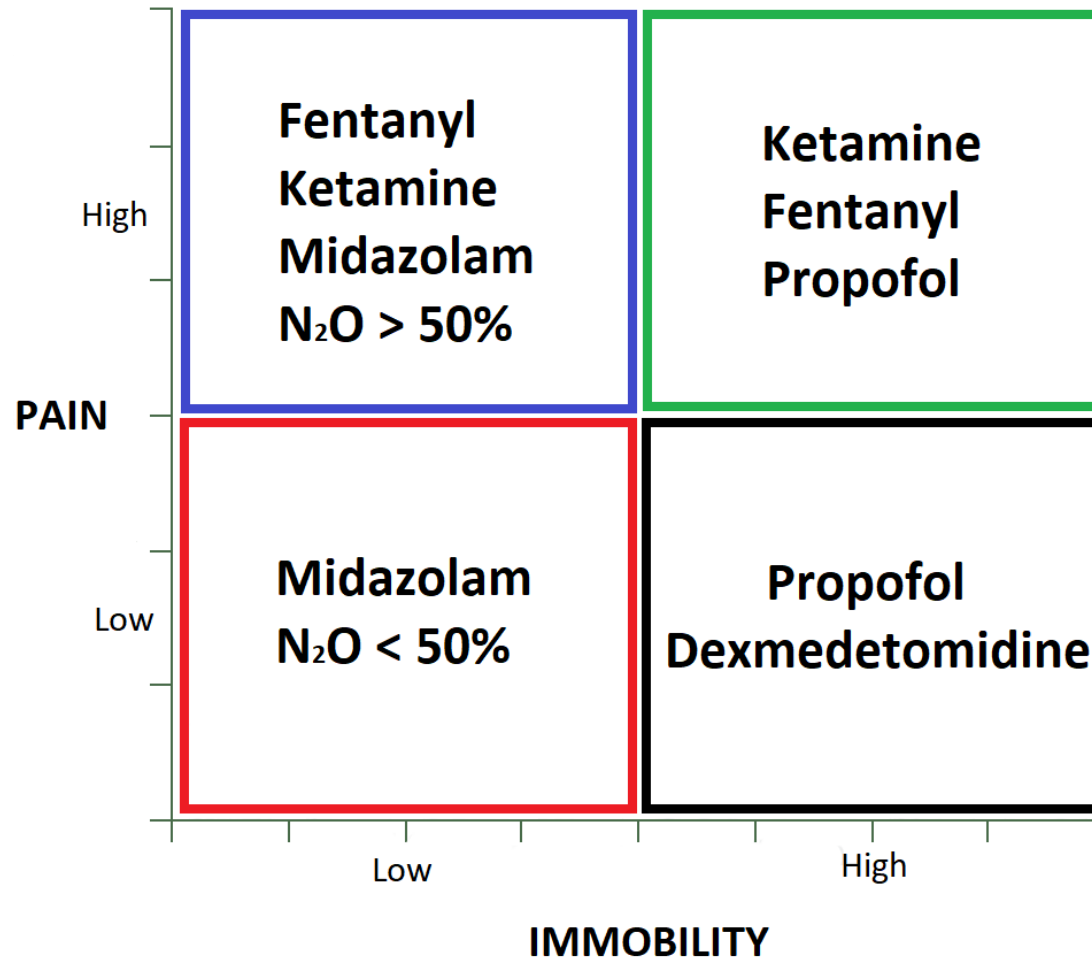 Fentanyl
Ketamine
Midazolam
N₂O > 50%
Ketamine
Fentanyl
Propofol
High
PAIN
Midazolam
N₂O < 50%
Propofol
Dexmedetomidine
Low
Low
High
IMMOBILITY